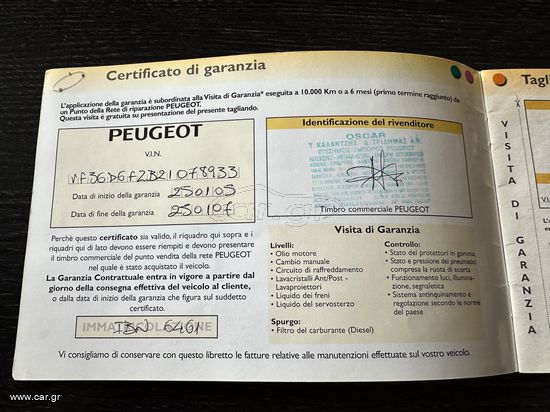 Certificato di garanzia
L'applicazione della garanzia è subordinata alla Visita di Garanzia* eseguita a 10.000 Km o a 6 mesi (primo termine raggiunto) da
un Punto della Rete di riparazione PEUGEOT.
Questa visita è gratuita su presentazione del presente tagliando.
PEUGEOT
V.I.N.
Data di inizio della garanzia 250105
Data di fine della garanzia 250107
Identificazione del rivenditore
OSCAR
Τ. ΚΑΛΑΝΤΖΗΣ Δ. ΤΡΙΔΗΜΑΣ Α.Ε.
ΕΠΙΣΗΜΟΣ ΕΜΠΟΡΟΣ PEUGEOT
Timbro commerciale PEUGEOT
Perchè questo certificato sia valido, il riquadro qui sopra e i
riquadri qui di lato devono essere riempiti e devono presentare
il timbro commerciale del punto vendita della rete PEUGEOT
nel quale è stato acquistato il veicolo.
La Garanzia Contrattuale entra in vigore a partire dal
giorno della consegna effettiva del veicolo al cliente,
o dalla data di inizio della garanzia che figura sul suddetto
certificato.
IBN 6461
Visita di Garanzia
Livelli:
• Olio motore
• Cambio manuale
• Circuito di raffreddamento
• Lavacristalli Ant/Post -
Lavaproiettori
• Liquido dei freni
• Liquido del servosterzo
Spurgo:
• Filtro del carburante (Diesel)
Controllo:
• Stato dei protettori in gomma
• Stato e pressione dei pneumatici
compresa la ruota di scorta
• Funzionamento luci, illumina-
zione, segnaletica
• Sistema antinquinamento e
regolazione secondo le norme
del paese
Vi consigliamo di conservare con questo libretto le fatture relative alle manutenzioni effettuate sul vostro veicolo.
VISITA DI GARANZIA
Tagli
V.I.
www.car.gr